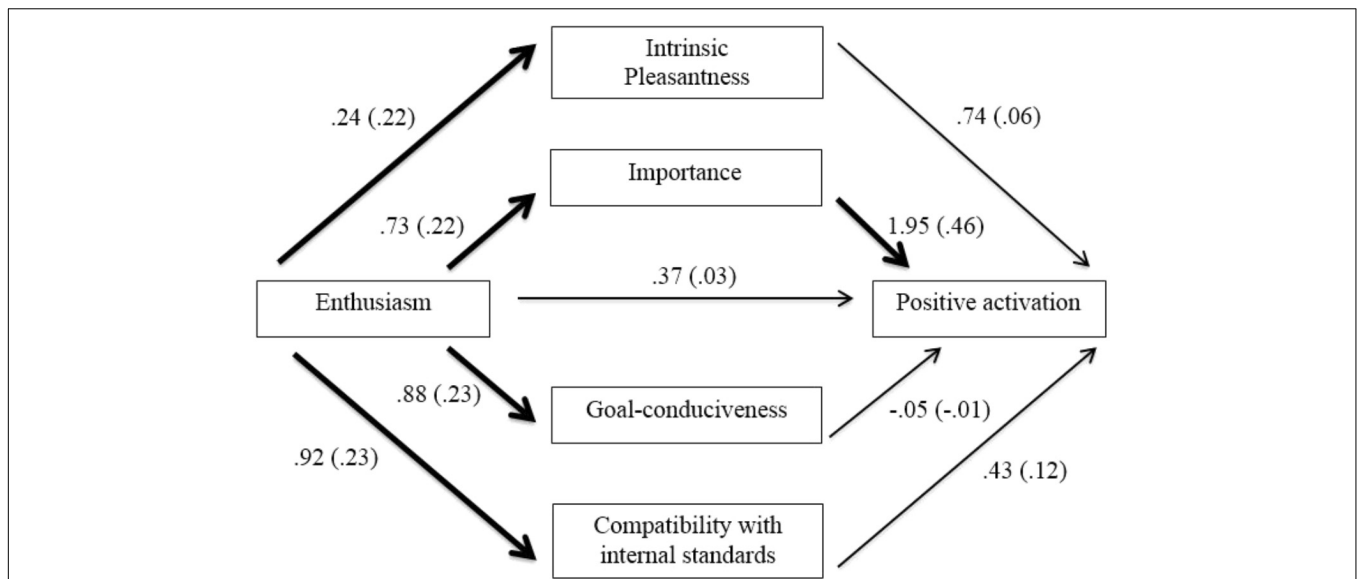 Intrinsic
Pleasantness
.24 (.22)
.74 (.06)
Importance
.73 (.22)
1.95 (.46)
.37 (.03)
Enthusiasm
Positive activation
.88 (.23)
Goal-conduciveness
-.05 (-.01)
.92 (.23)
.43 (.12)
Compatibility with
internal standards